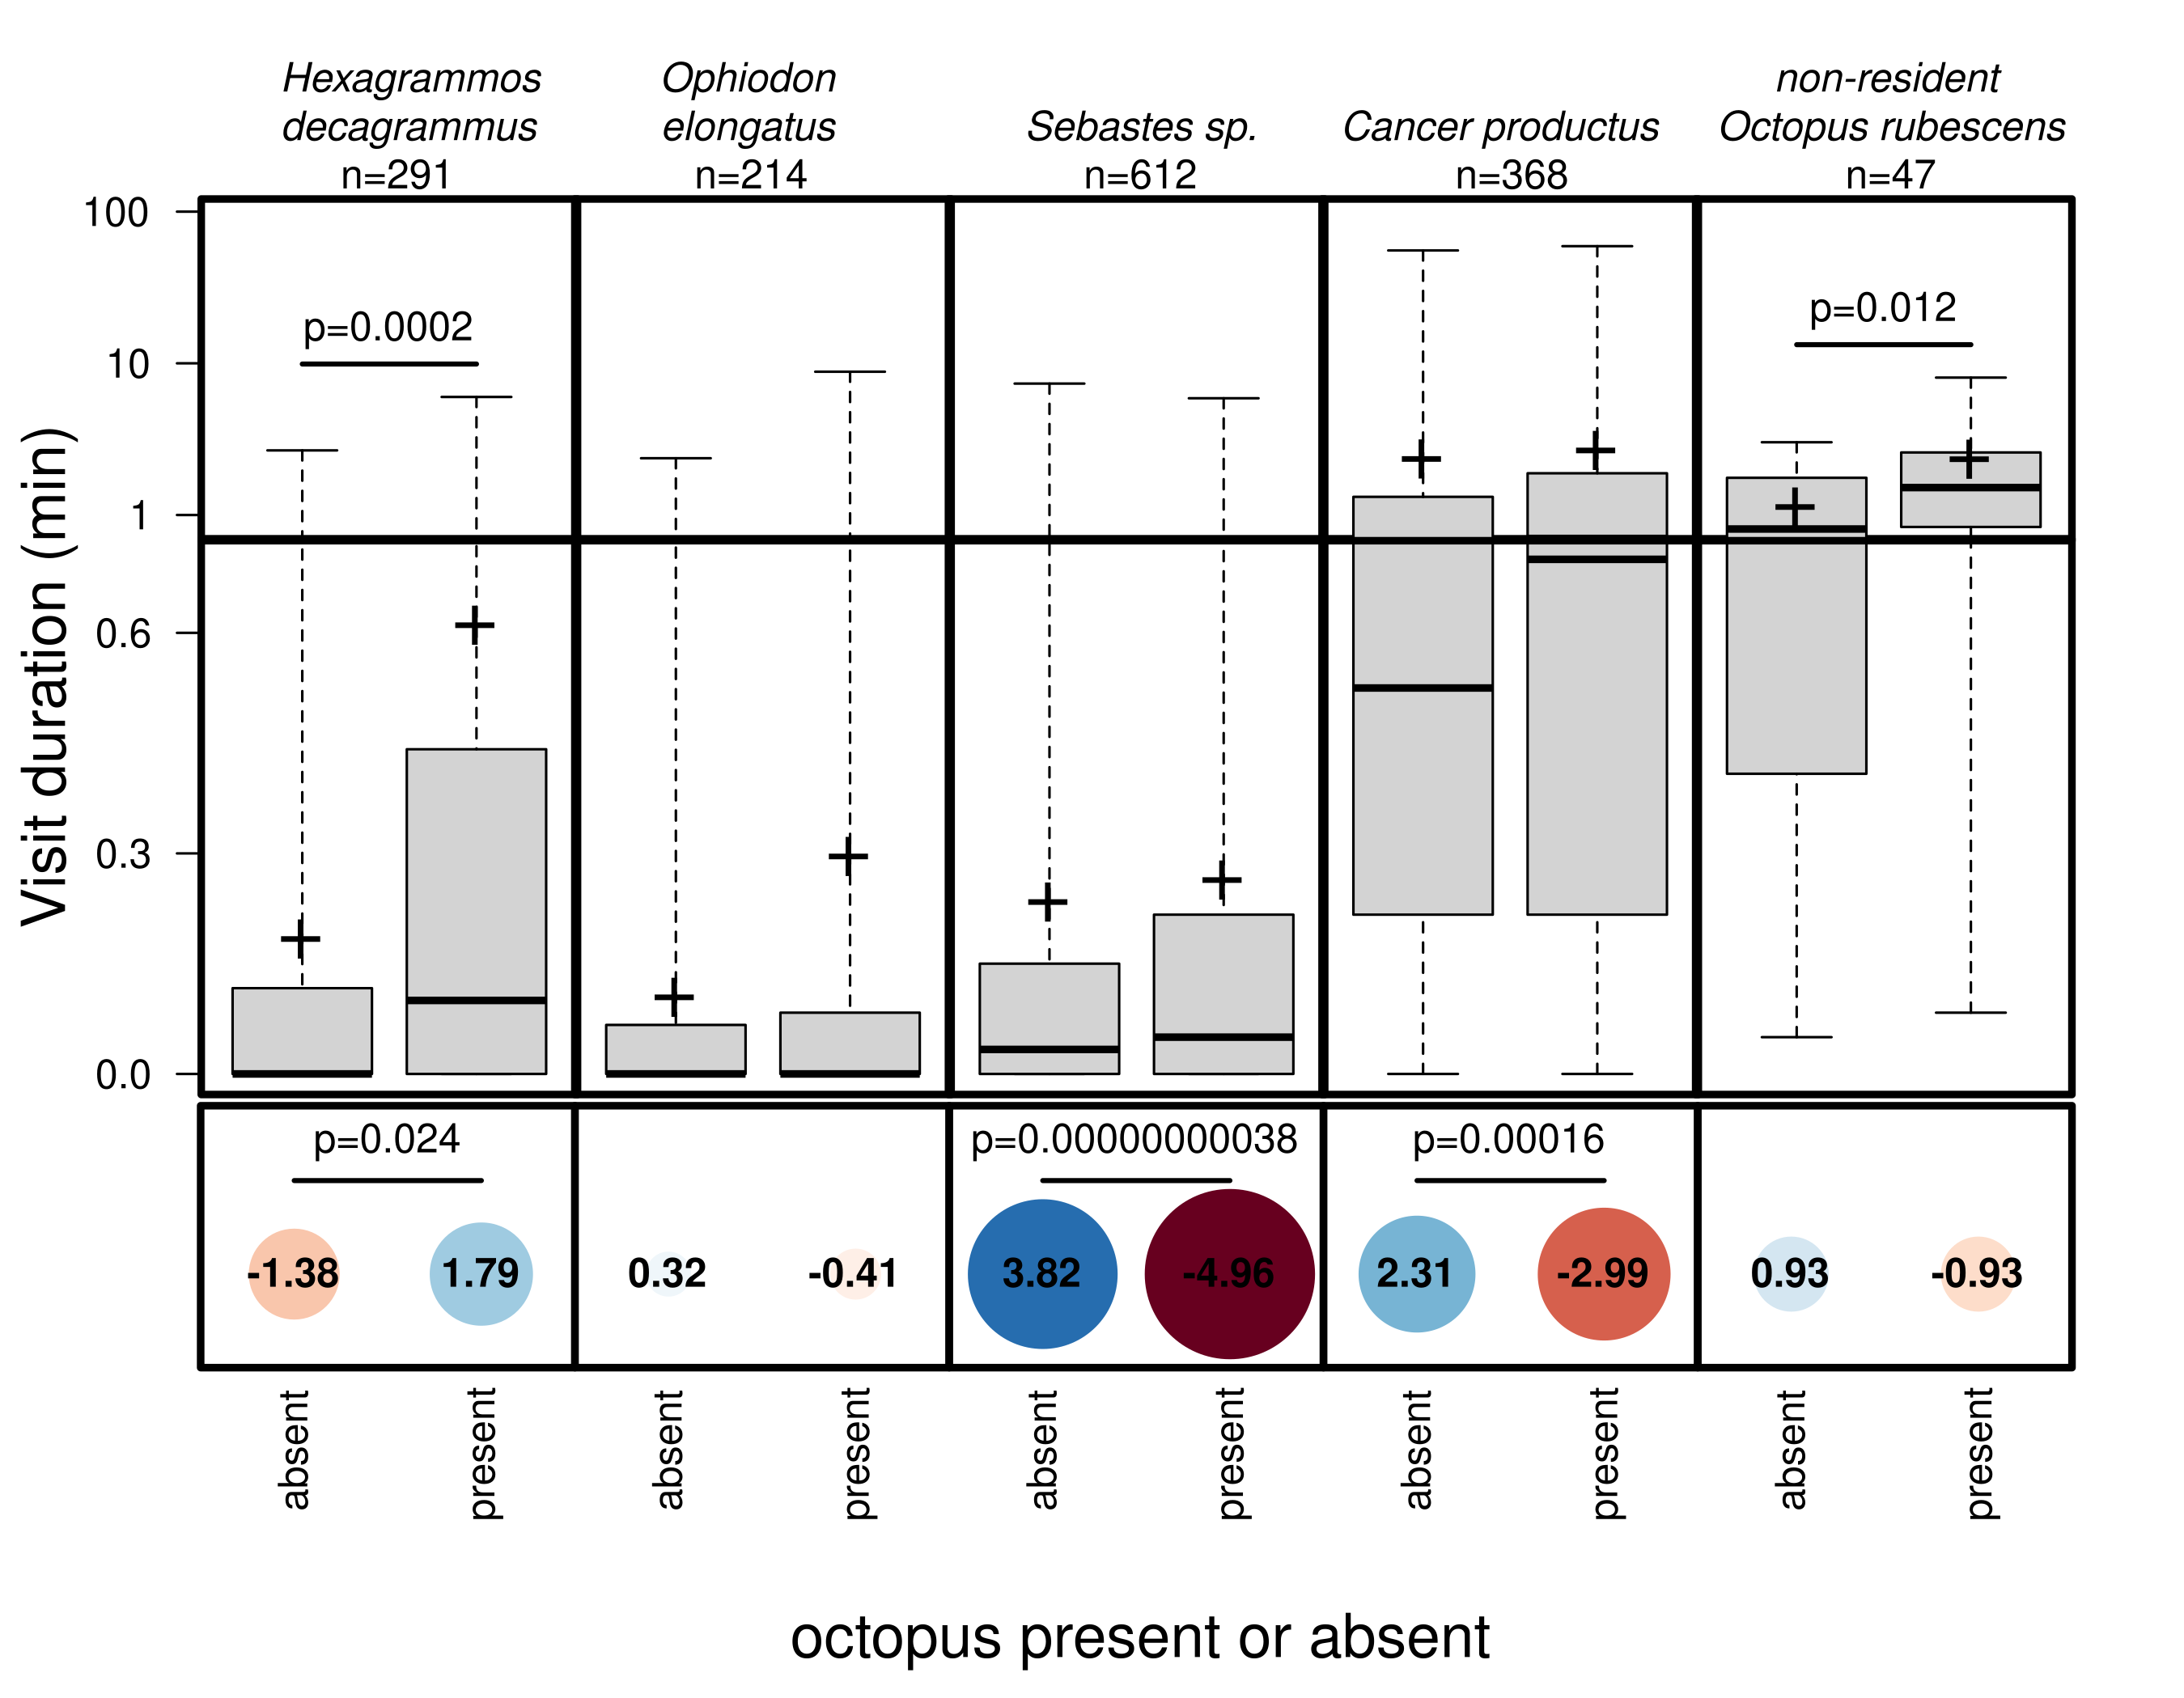 Hexagrammos
decagrammus
n=291
Ophiodon
elongatus
n=214
Sebastes sp.
n=612
Cancer productus
n=368
non-resident
Octopus rubescens
n=47
Visit duration (min)
100
10
1
0.6
0.3
0.0
p=0.0002
p=0.012
p=0.024
p=0.00000000038
p=0.00016
-1.38
1.79
0.32
-0.41
3.82
-4.96
2.31
-2.99
0.93
-0.93
absent
present
absent
present
absent
present
absent
present
absent
present
octopus present or absent